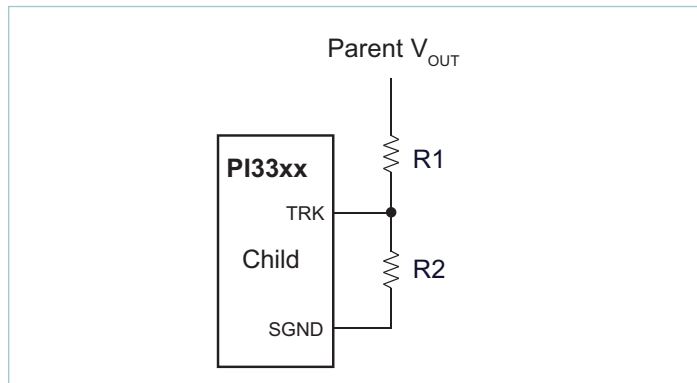 Parent VOUT
R1
PI33xx
TRK
Child
R2
SGND